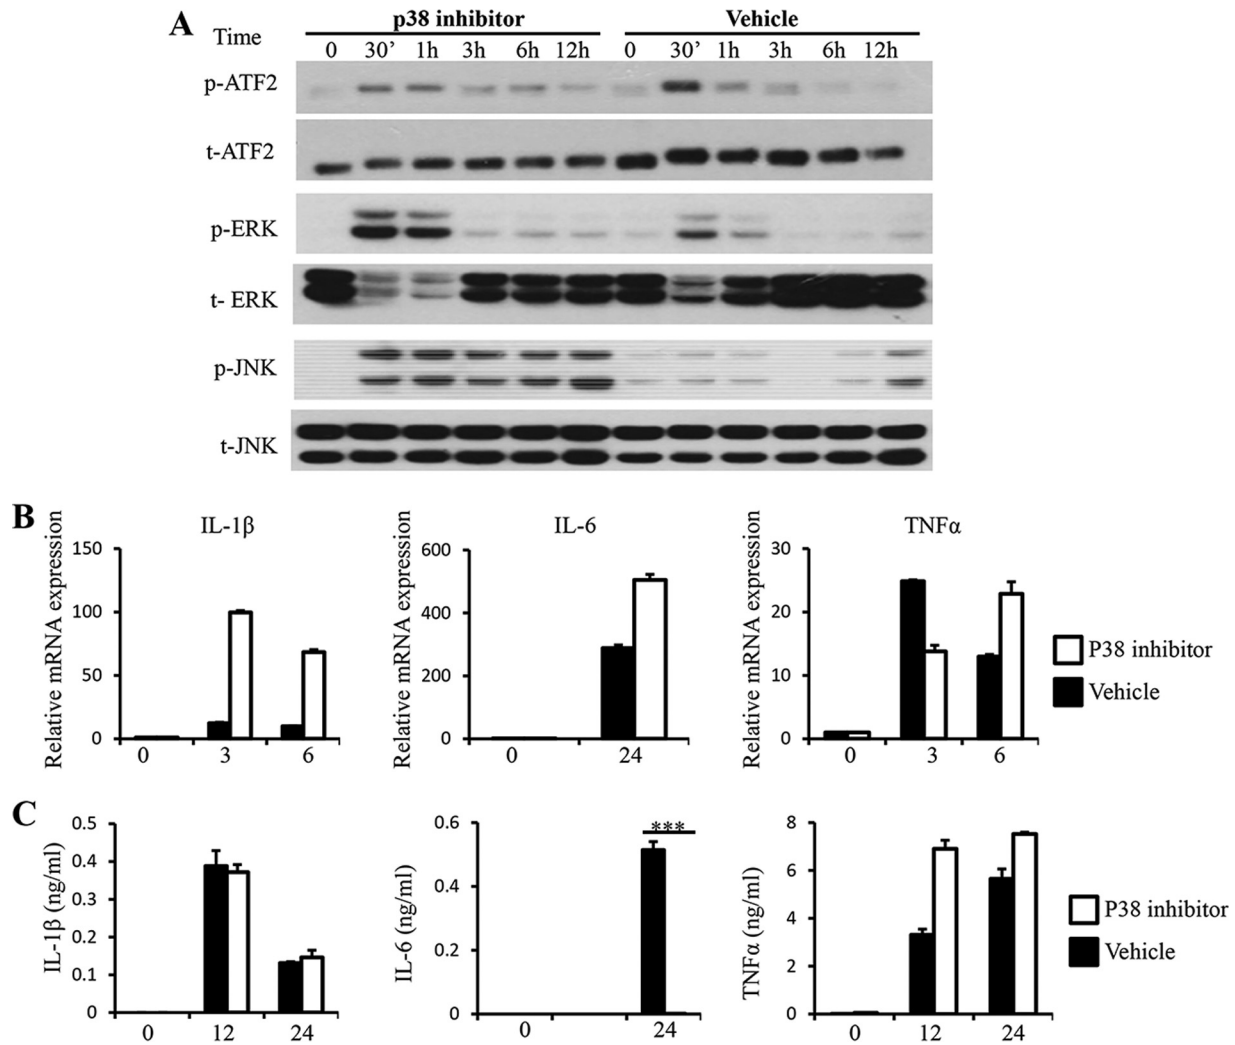 A
p38 inhibitor Vehicle
Time
0 30’ 1h 3h 6h 12h 0 30’ 1h 3h 6h 12h
p-ATF2
t-ATF2
p-ERK
t- ERK
p-JNK
t-JNK
B
IL-1β
Relative mRNA expression
150
100
50
0
0 3 6
IL-6
Relative mRNA expression
600
400
200
0
0 24
TNFα
Relative mRNA expression
30
20
10
0
0 3 6
P38 inhibitor
Vehicle
C
IL-1β (ng/ml)
0.5
0.4
0.3
0.2
0.1
0
0 12 24
IL-6 (ng/ml)
0.6
0.4
0.2
0
***
0 24
TNFα (ng/ml)
8
6
4
2
0
0 12 24
P38 inhibitor
Vehicle